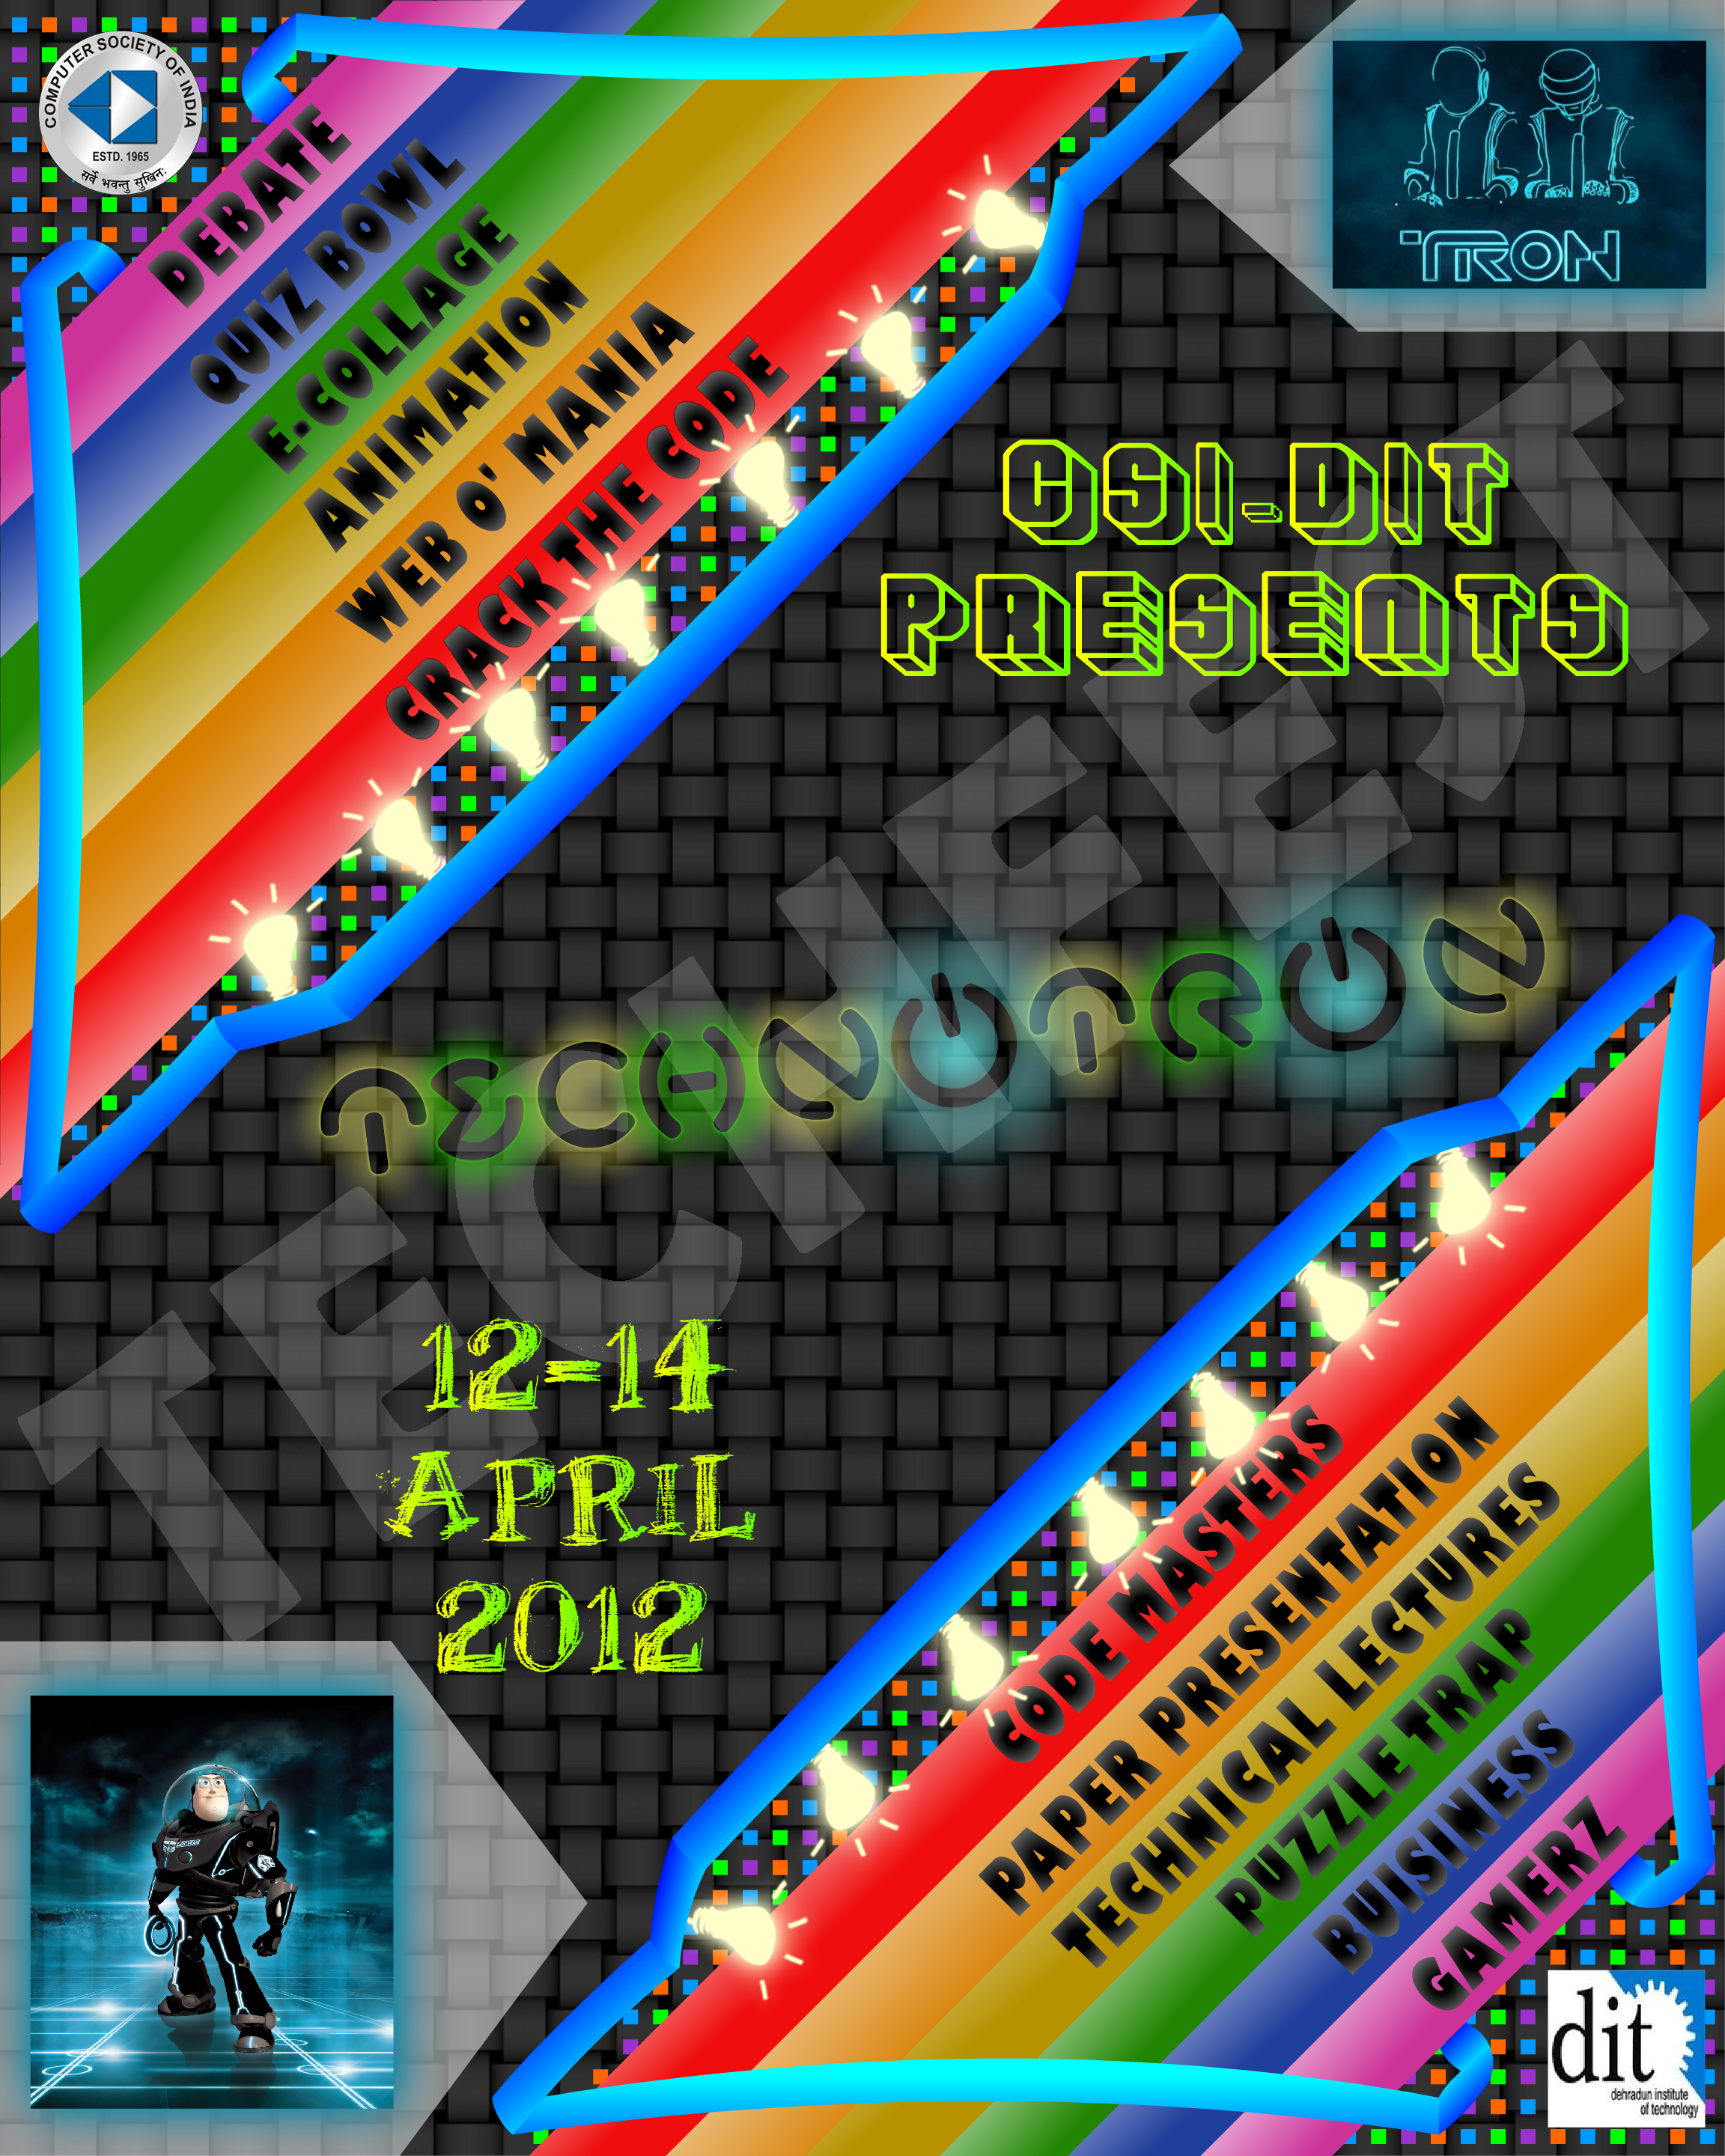 COMPUTER SOCIETY OF INDIA
ESTD. 1965
सर्वे भवन्तु सुखिनः
TRON
DEBATE
QUIZ BOWL
E-COLLAGE
ANIMATION
WEB O' MANIA
CRACK THE CODE
CSI-DIT
PRESENTS
TECHFEST
TECHNOTRON
12-14
APRIL
2012
CODE MASTERS
PAPER PRESENTATION
TECHNICAL LECTURES
PUZZLE TRAP
BUISINESS
GAMERZ
dit
dehradun institute
of technology